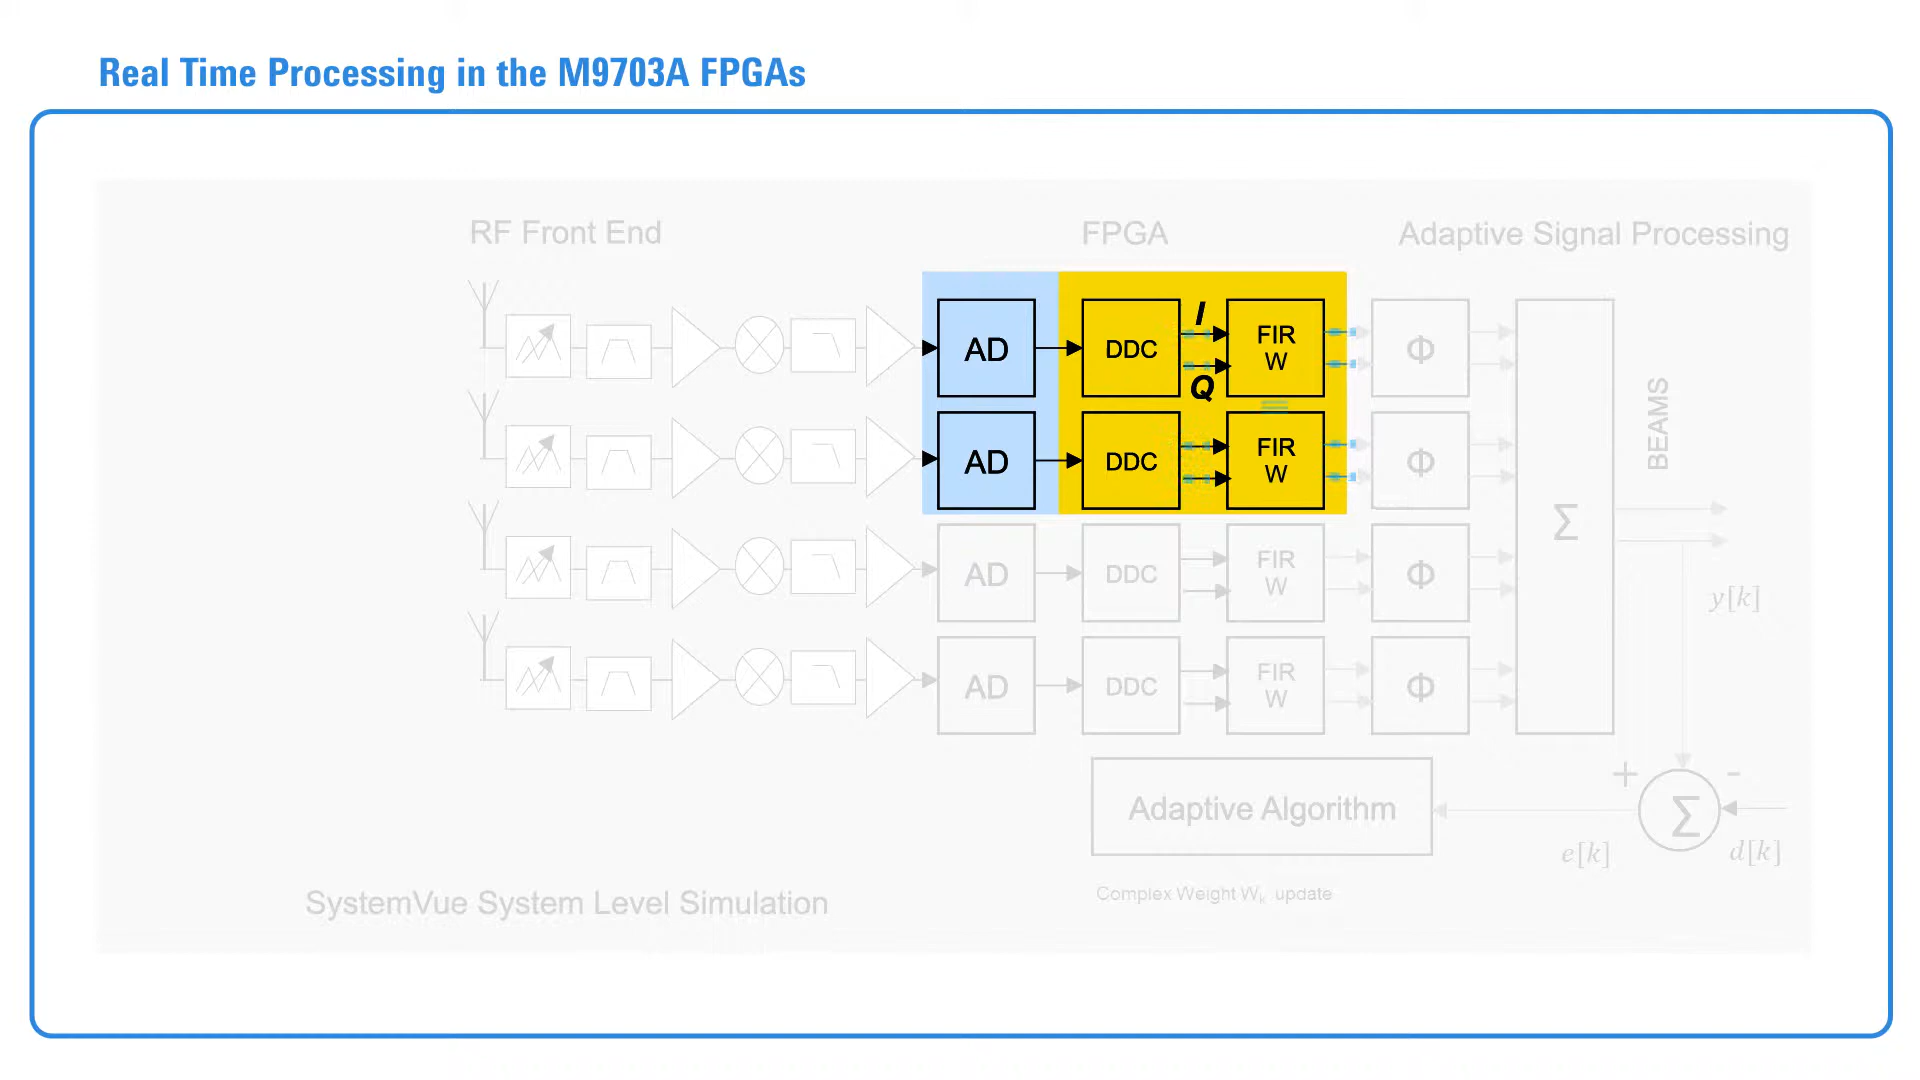 Real Time Processing in the M9703A FPGAs
RF Front End
FPGA
Adaptive Signal Processing
AD
DDC
I
Q
FIR
W
Φ
AD
DDC
FIR
W
Φ
AD
DDC
FIR
W
Φ
AD
DDC
FIR
W
Φ
Σ
BEAMS
y[k]
+
-
Σ
e[k]
d[k]
Adaptive Algorithm
Complex Weight Wk update
SystemVue System Level Simulation